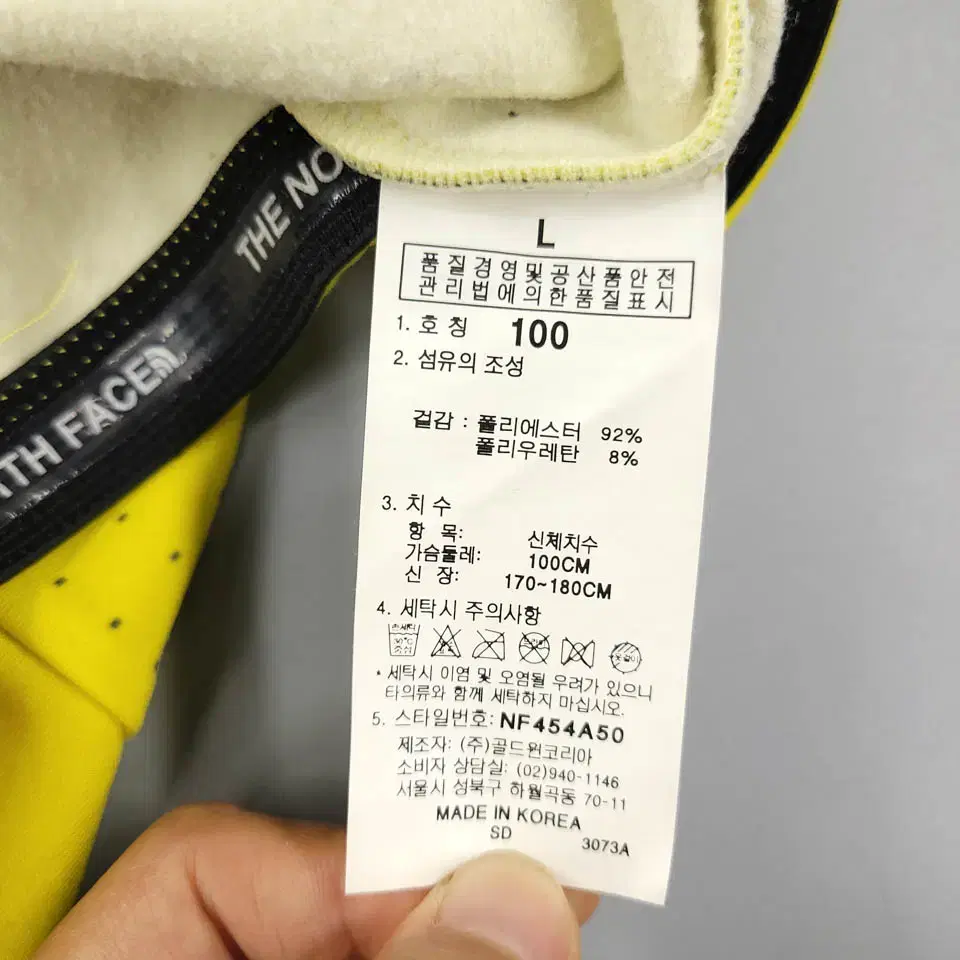 THE NO
TH FACE
L
품질경영및공산품안전
관리법에의한품질표시
1. 호 칭 100
2. 섬유의 조성
겉감 : 폴리에스터 92%
폴리우레탄 8%
3. 치 수
항 목: 신체치수
가슴둘레: 100CM
신 장: 170~180CM
4. 세탁시 주의사항
30℃
중성
옷걸이
* 세탁시 이염 및 오염될 우려가 있으니
타의류와 함께 세탁하지 마십시오.
5. 스타일번호: NF454A50
제조자: (주)골드윈코리아
소비자 상담실: (02)940-1146
서울시 성북구 하월곡동 70-11
MADE IN KOREA
SD 3073A